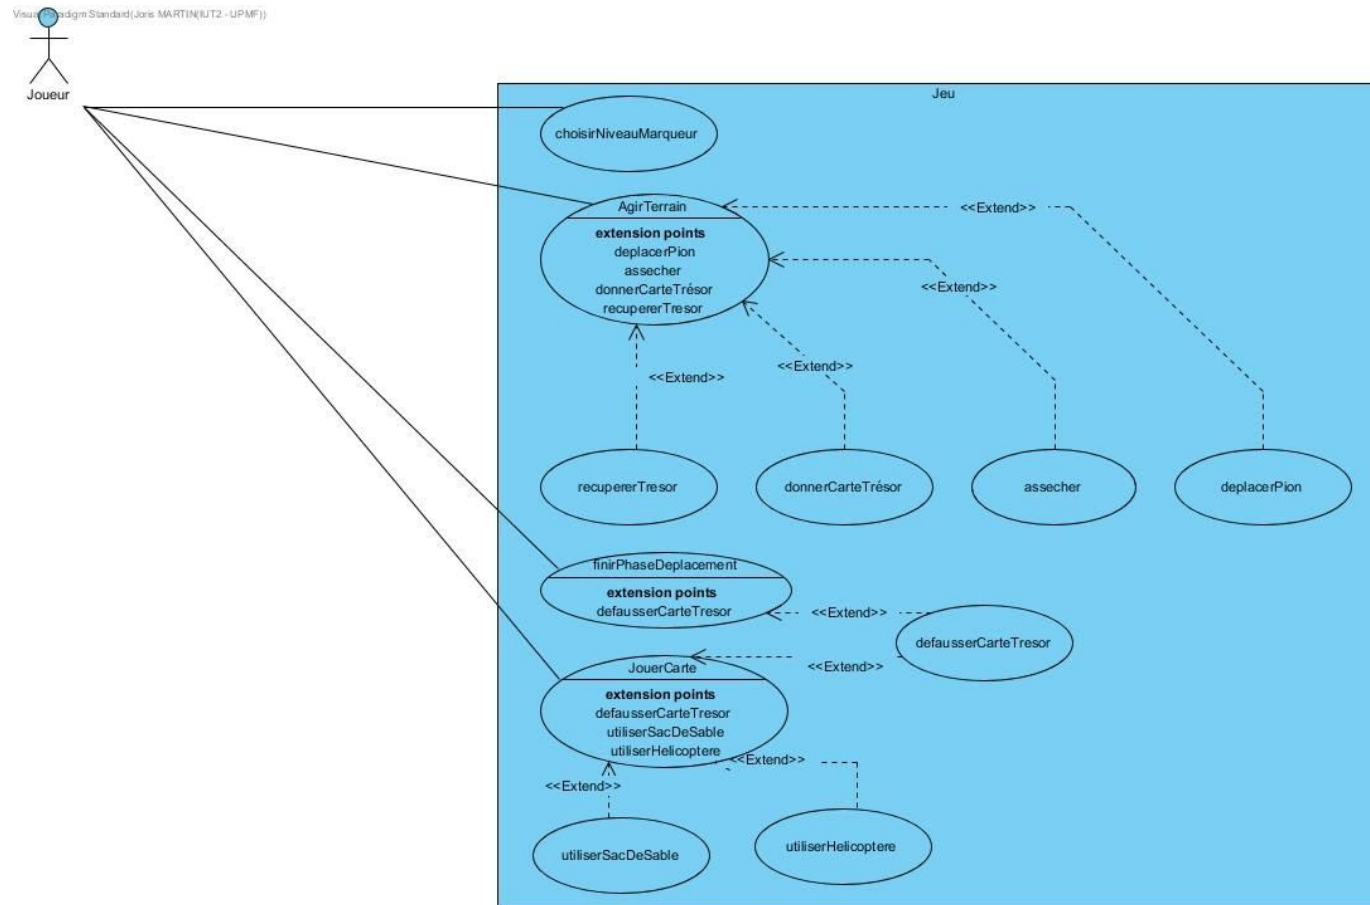 Visual Paradigm Standard(Joris MARTIN(IUT2 - UPMF))
Joueur
Jeu
choisirNiveauMarqueur
AgirTerrain
<<Extend>>
extension points
deplacerPion
assecher
<<Extend>>
donnerCarteTrésor
recupererTresor
<<Extend>>
<<Extend>>
recupererTresor
donnerCarteTrésor
assecher
deplacerPion
finirPhaseDeplacement
extension points
defausserCarteTresor
<<Extend>>
defausserCarteTresor
<<Extend>>
JouerCarte
extension points
defausserCarteTresor
utiliserSacDeSable
utiliserHelicoptere
<<Extend>>
<<Extend>>
utiliserSacDeSable
utiliserHelicoptere